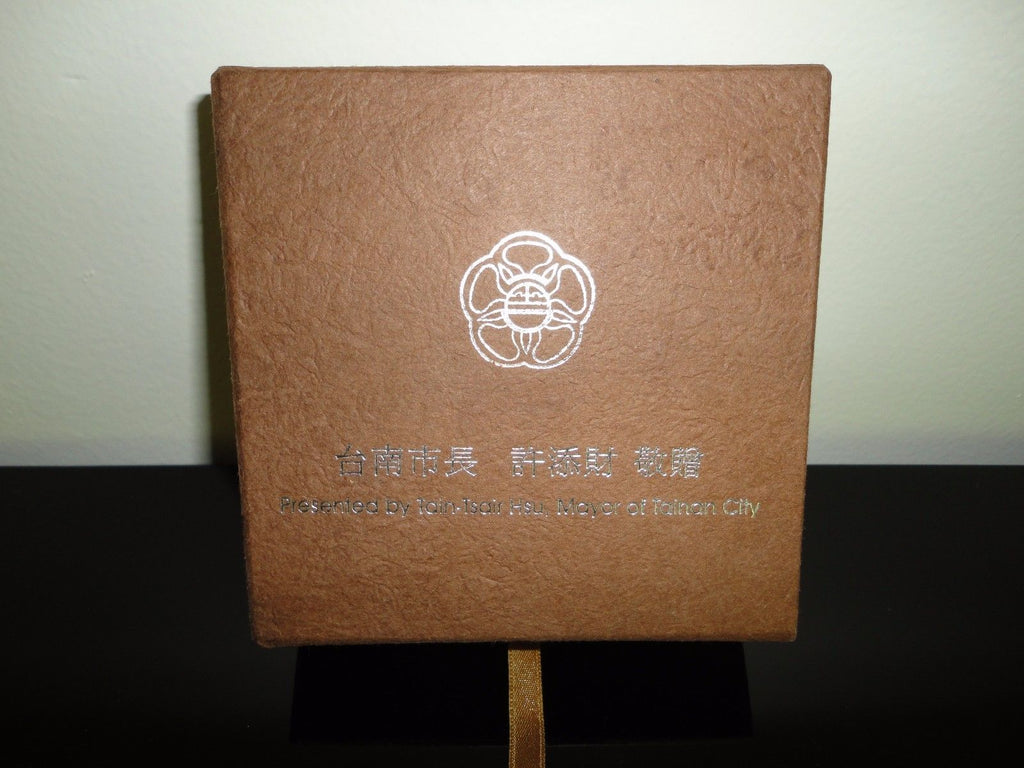 台南市長 許添財 敬贈
Presented by Tain-Tsair Hsu, Mayor of Tainan City